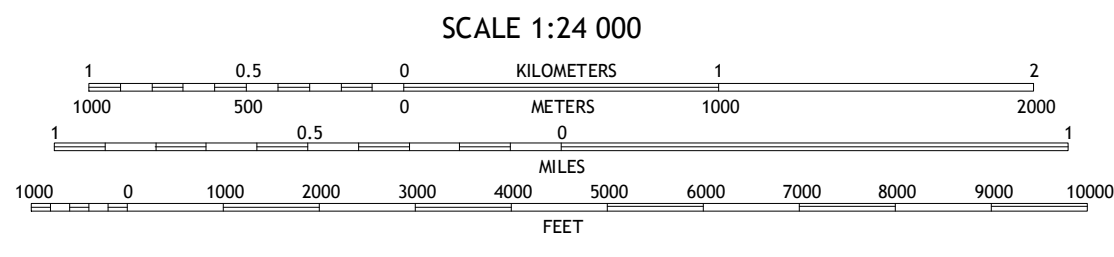 SCALE 1:24 000
1 0.5 0 KILOMETERS 1 2
1000 500 0 METERS 1000 2000
1 0.5 0 1
MILES
1000 0 1000 2000 3000 4000 5000 6000 7000 8000 9000 10000
FEET